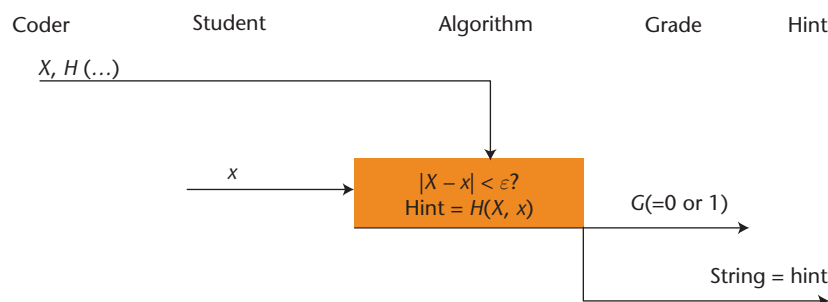 Coder Student Algorithm Grade Hint
X, H (…)
x
|X – x| < ε?
Hint = H(X, x)
G(=0 or 1)
String = hint